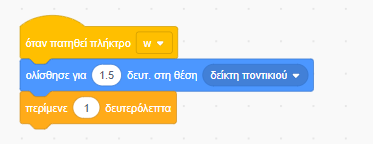 όταν πατηθεί πλήκτρο w
ολίσθησε για 1.5 δευτ. στη θέση δείκτη ποντικιού
περίμενε 1 δευτερόλεπτα